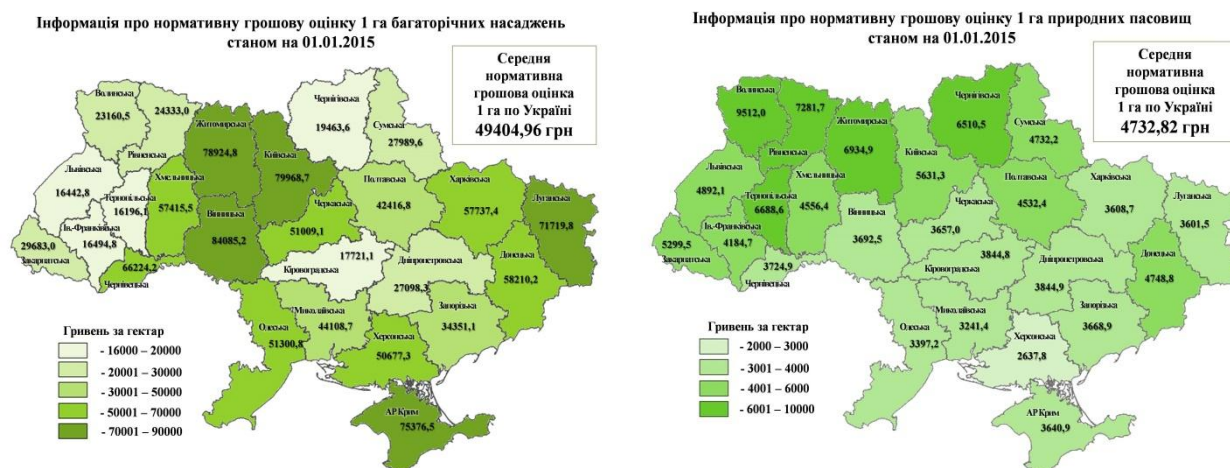 Інформація про нормативну грошову оцінку 1 га багаторічних насаджень
станом на 01.01.2015
Середня
нормативна
грошова оцінка
1 га по Україні
49404,96 грн
Волинська
23160,5
24333,0
Рівненська
Житомирська
78924,8
Київська
79968,7
Чернігівська
19463,6
Сумська
27989,6
Львівська
16442,8
Тернопільська
16196,1
Хмельницька
57415,5
Вінницька
84085,2
Черкаська
51009,1
Полтавська
42416,8
Харківська
57737,4
Луганська
71719,8
Ів.-Франківська
16494,8
29683,0
Закарпатська
66224,2
Чернівецька
17721,1
Кіровоградська
Дніпропетровська
27098,3
Донецька
58210,2
Одеська
51300,8
Миколаївська
44108,7
Херсонська
50677,3
Запорізька
34351,1
АР Крим
75376,5
Гривень за гектар
- 16000 – 20000
- 20001 – 30000
- 30001 – 50000
- 50001 – 70000
- 70001 – 90000
Інформація про нормативну грошову оцінку 1 га природних пасовищ
станом на 01.01.2015
Середня
нормативна
грошова оцінка
1 га по Україні
4732,82 грн
Волинська
9512,0
7281,7
Рівненська
Житомирська
6934,9
Київська
5631,3
Чернігівська
6510,5
Сумська
4732,2
Львівська
4892,1
Тернопільська
6688,6
Хмельницька
4556,4
Вінницька
3692,5
Черкаська
3657,0
Полтавська
4532,4
Харківська
3608,7
Луганська
3601,5
Ів.-Франківська
4184,7
5299,5
Закарпатська
3724,9
Чернівецька
3844,8
Кіровоградська
Дніпропетровська
3844,9
Донецька
4748,8
Одеська
3397,2
Миколаївська
3241,4
Херсонська
2637,8
Запорізька
3668,9
АР Крим
3640,9
Гривень за гектар
- 2000 – 3000
- 3001 – 4000
- 4001 – 6000
- 6001 – 10000